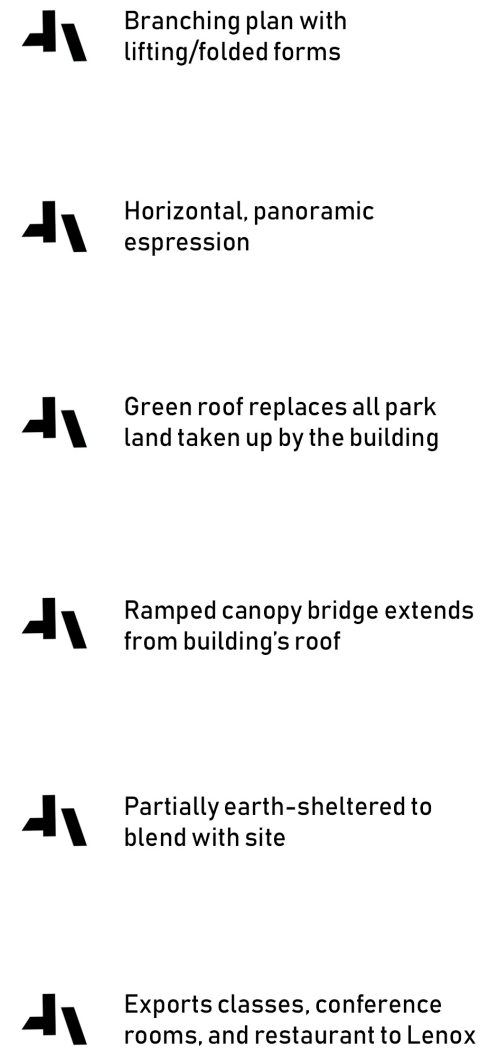 Branching plan with
lifting/folded forms
Horizontal, panoramic
espression
Green roof replaces all park
land taken up by the building
Ramped canopy bridge extends
from building's roof
Partially earth-sheltered to
blend with site
Exports classes, conference
rooms, and restaurant to Lenox